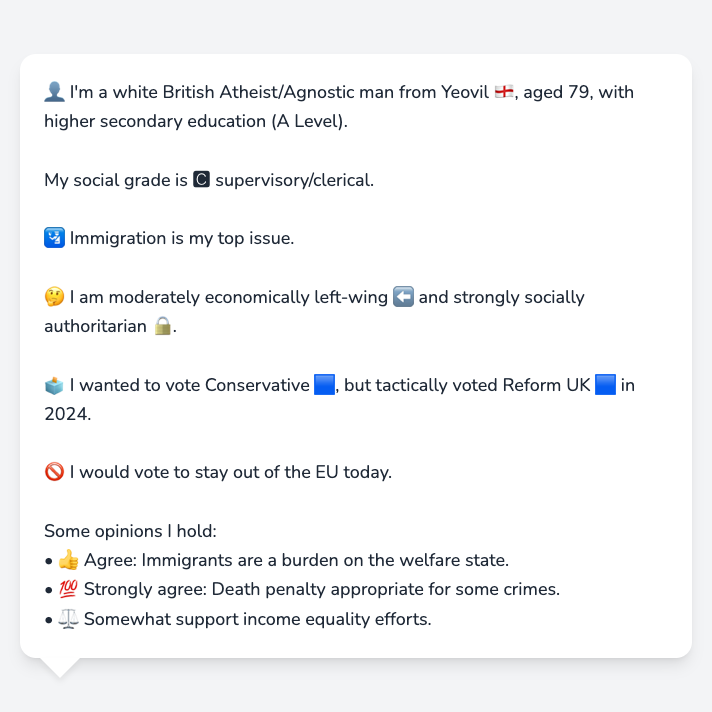 👤 I'm a white British Atheist/Agnostic man from Yeovil 🏴󠁧󠁢󠁥󠁮󠁧󠁿, aged 79, with
higher secondary education (A Level).
My social grade is C supervisory/clerical.
🛂 Immigration is my top issue.
🤔 I am moderately economically left-wing ⬅️ and strongly socially
authoritarian 🔒.
🗳️ I wanted to vote Conservative 🟦, but tactically voted Reform UK 🟦 in
2024.
🚫 I would vote to stay out of the EU today.
Some opinions I hold:
• 👍 Agree: Immigrants are a burden on the welfare state.
• 💯 Strongly agree: Death penalty appropriate for some crimes.
• ⚖️ Somewhat support income equality efforts.